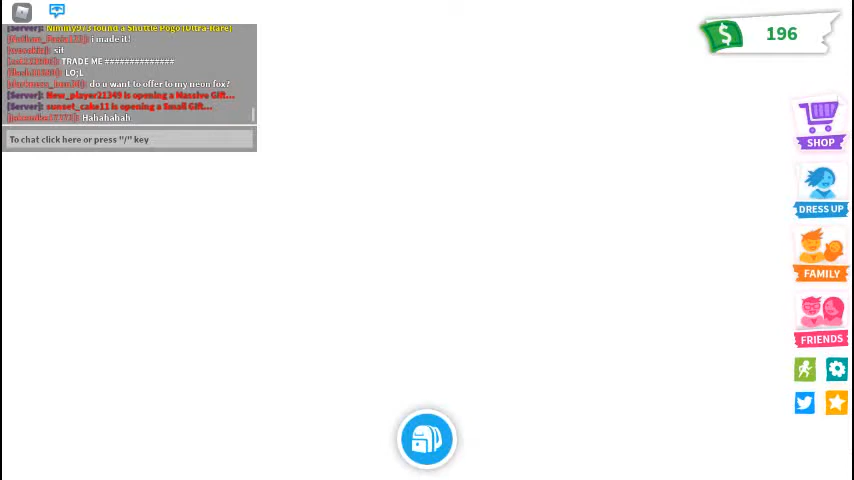 [Server]: Nimmy973 found a Shuttle Pogo (Ultra-Rare)
i made it!
sit
TRADE ME ##############
LO;L
do u want to offer to my neon fox?
[Server]: New_player21349 is opening a Massive Gift...
[Server]: sunset_cake11 is opening a Small Gift...
Hahahahah
To chat click here or press "/" key
196
SHOP
DRESS UP
FAMILY
FRIENDS